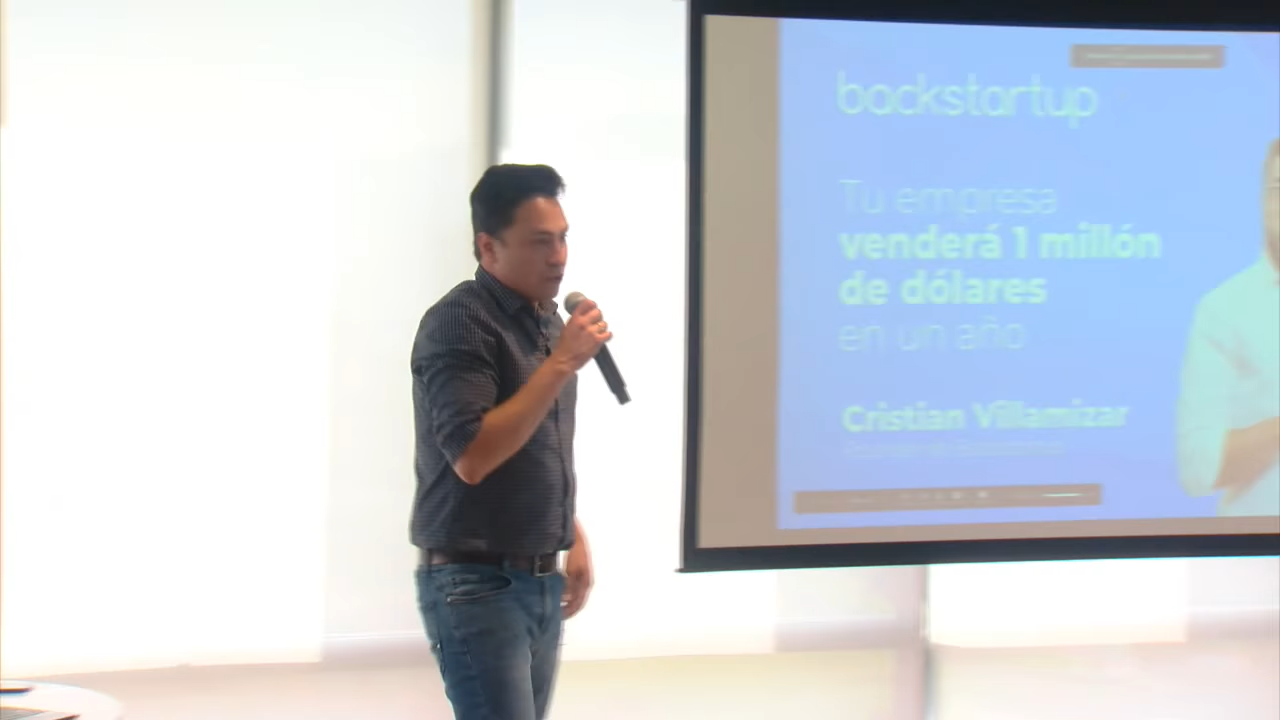 backstartup
Tu empresa
venderá 1 millón
de dólares
en un año
Cristian Villamizar